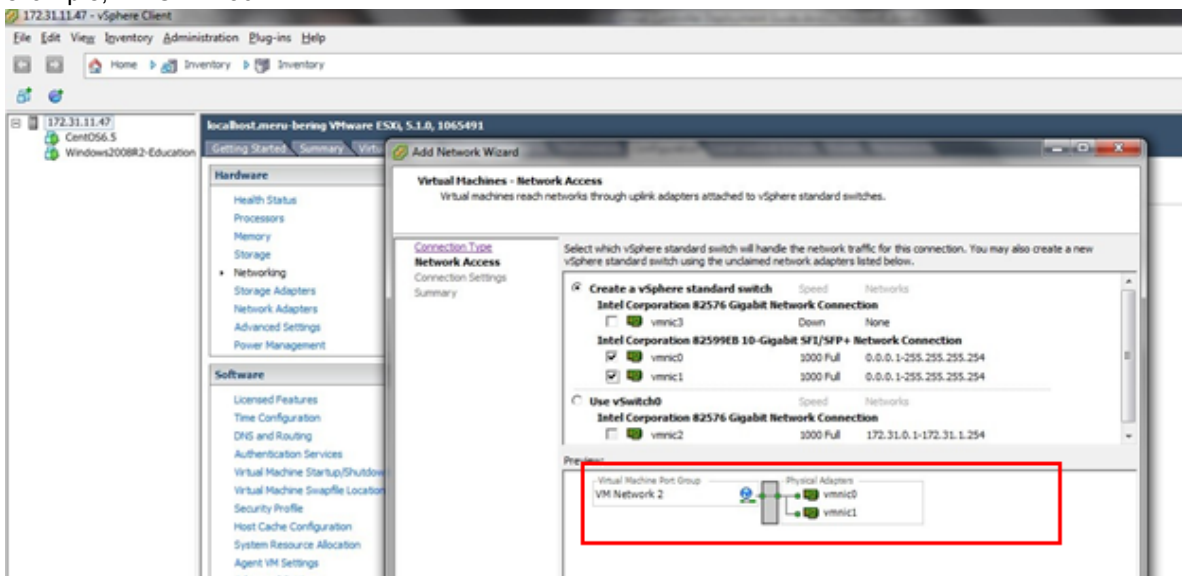 172.31.11.47 - vSphere Client
File Edit View Inventory Administration Plug-ins Help
Home Inventory Inventory
172.31.11.47
CentOS6.5
Windows2008R2-Education
localhost.meru-bering VMware ESXi, 5.1.0, 1065491
Getting Started Summary
Hardware
Health Status
Processors
Memory
Storage
Networking
Storage Adapters
Network Adapters
Advanced Settings
Power Management
Software
Licensed Features
Time Configuration
DNS and Routing
Authentication Services
Virtual Machine Startup/Shutdow
Virtual Machine Swapfile Location
Security Profile
Host Cache Configuration
System Resource Allocation
Agent VM Settings
Add Network Wizard
Virtual Machines - Network Access
Virtual machines reach networks through uplink adapters attached to vSphere standard switches.
Connection Type
Network Access
Connection Settings
Summary
Select which vSphere standard switch will handle the network traffic for this connection. You may also create a new
vSphere standard switch using the unclaimed network adapters listed below.
Create a vSphere standard switch Speed Networks
Intel Corporation 82576 Gigabit Network Connection
vmnic3 Down None
Intel Corporation 82599EB 10-Gigabit SFI/SFP+ Network Connection
vmnic0 1000 Full 0.0.0.1-255.255.255.254
vmnic1 1000 Full 0.0.0.1-255.255.255.254
Use vSwitch0 Speed Networks
Intel Corporation 82576 Gigabit Network Connection
vmnic2 1000 Full 172.31.0.1-172.31.1.254
Preview:
Virtual Machine Port Group Physical Adapters
VM Network 2 vmnic0
vmnic1